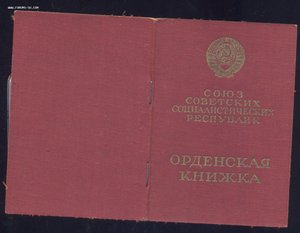 СОЮЗ
СОВЕТСКИХ
СОЦИАЛИСТИЧЕСКИХ
РЕСПУБЛИК
ОРДЕНСКАЯ
КНИЖКА